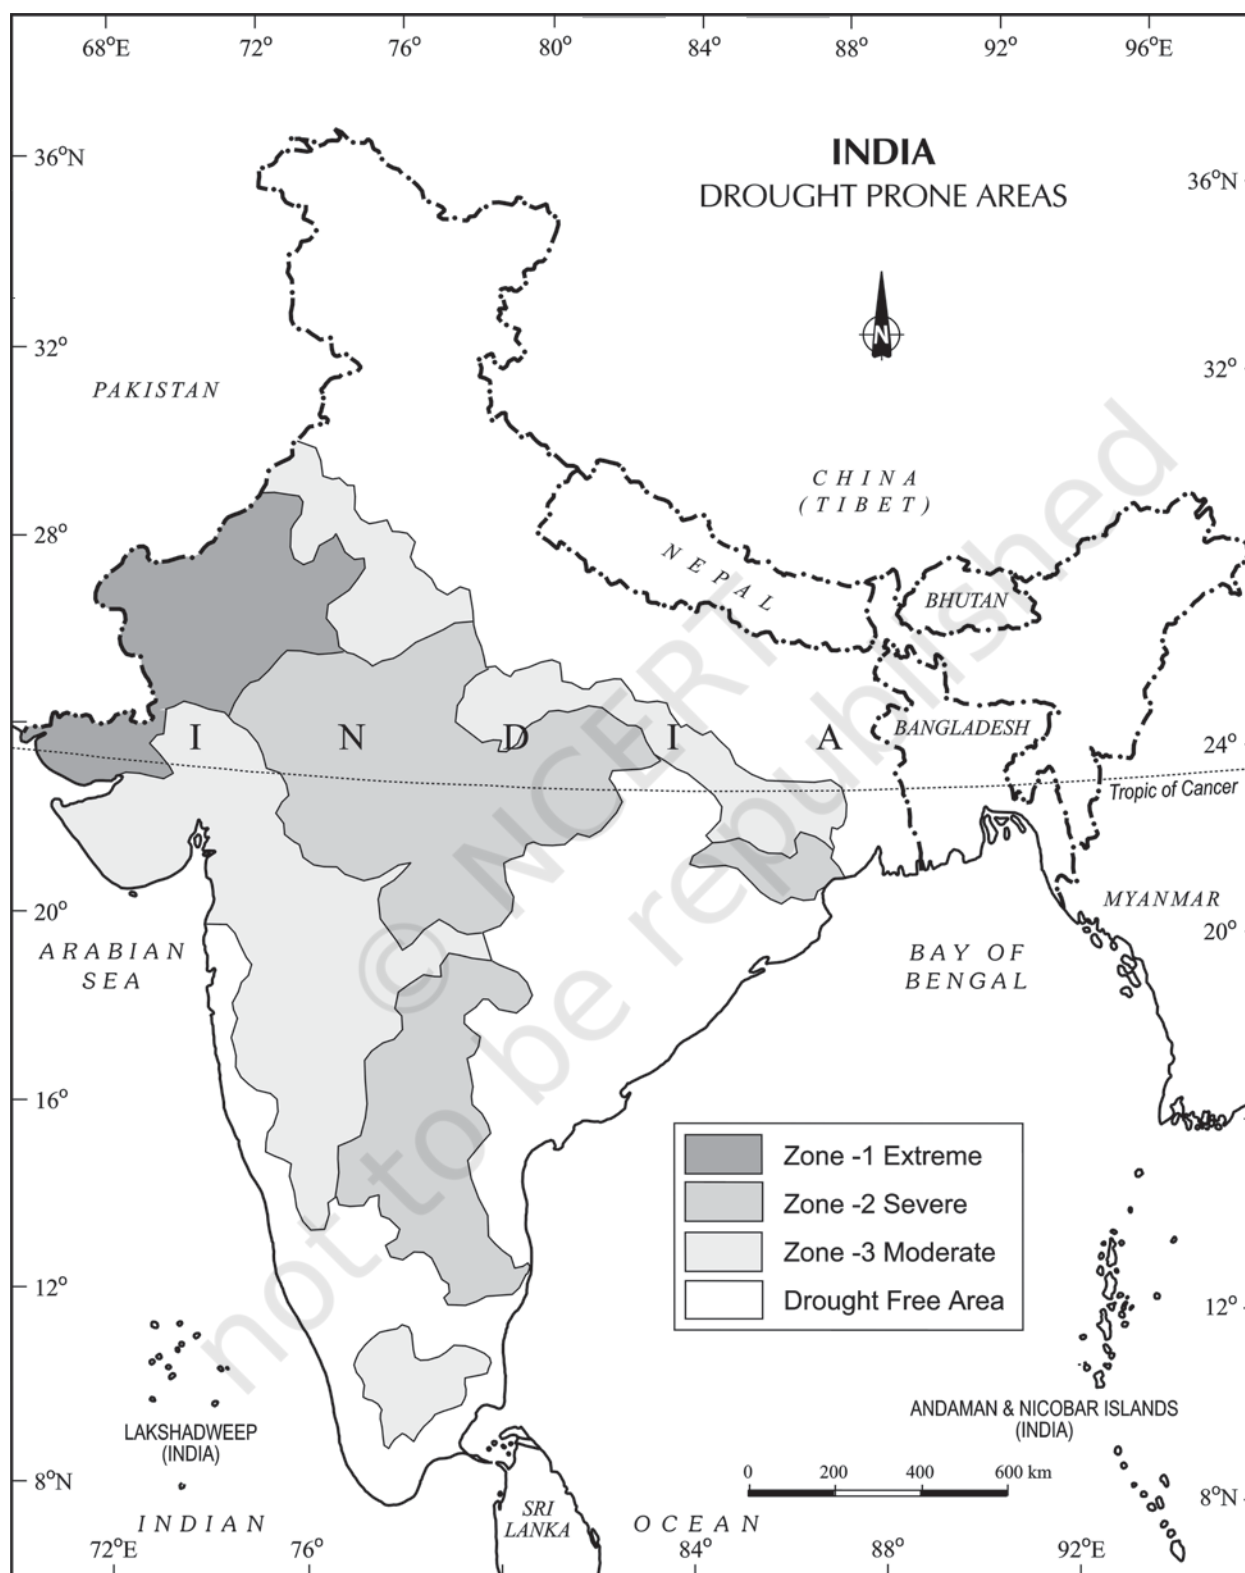 68°E 72° 76° 80° 84° 88° 92° 96°E
INDIA
DROUGHT PRONE AREAS
36°N
36°N
N
32°
32°
PAKISTAN
CHINA
(TIBET)
28°
NEPAL
BHUTAN
BANGLADESH
I N D I A
24°
Tropic of Cancer
MYANMAR
20°
20°
ARABIAN
SEA
BAY OF
BENGAL
© NCERT
not to be republished
16°
Zone -1 Extreme
Zone -2 Severe
Zone -3 Moderate
Drought Free Area
12°
12°
LAKSHADWEEP
(INDIA)
ANDAMAN & NICOBAR ISLANDS
(INDIA)
0 200 400 600 km
8°N
8°N
SRI
LANKA
INDIAN OCEAN
72°E 76° 84° 88° 92°E